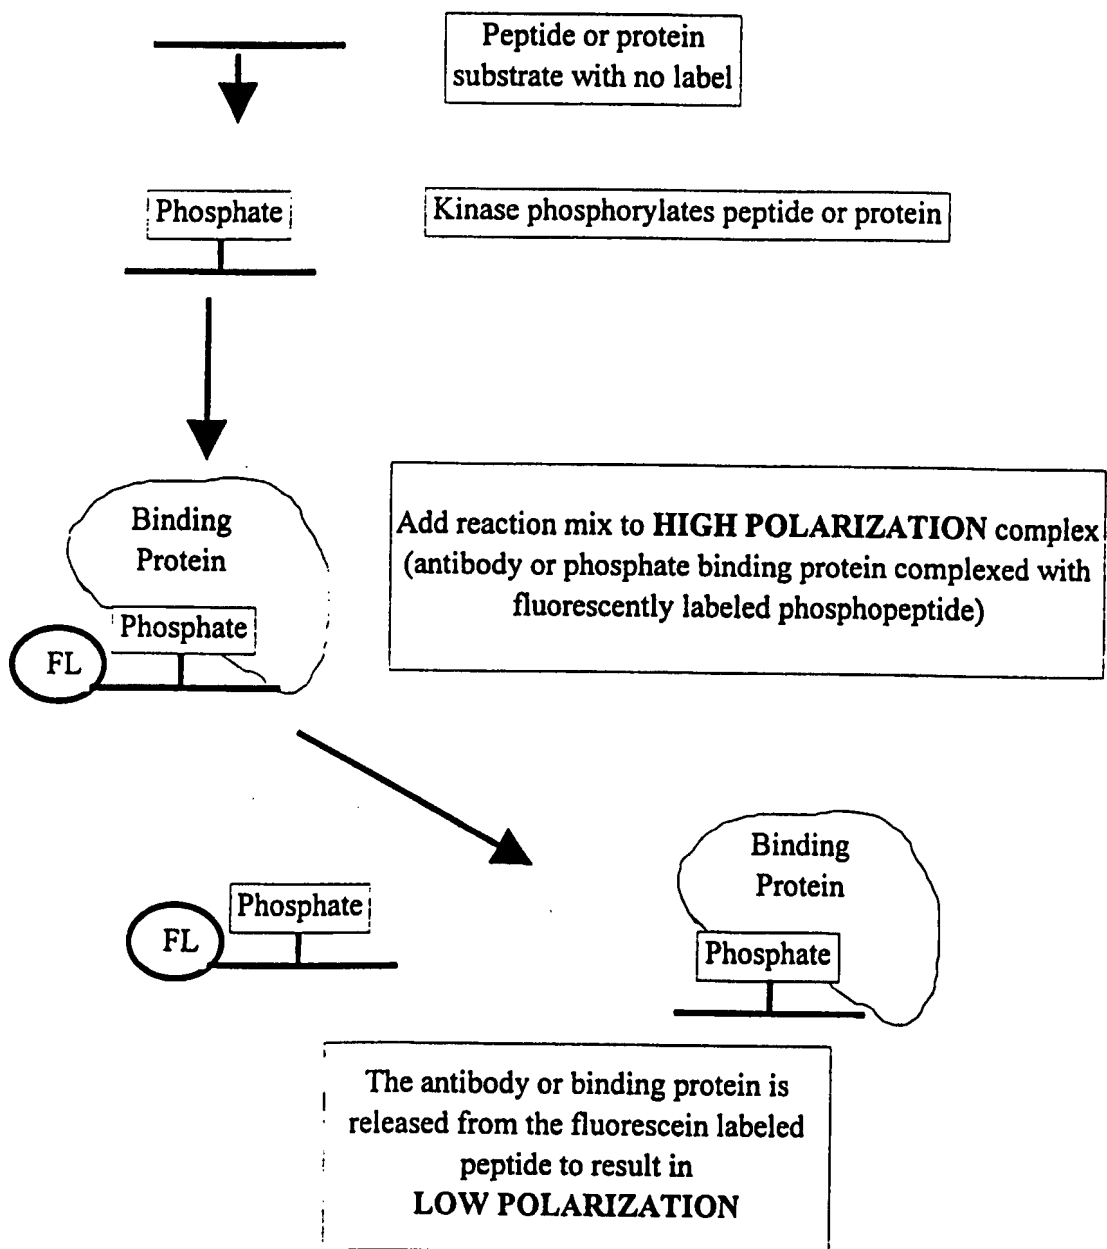 Peptide or protein
substrate with no label
Phosphate
Kinase phosphorylates peptide or protein
Binding
Protein
Phosphate
FL
Add reaction mix to HIGH POLARIZATION complex
(antibody or phosphate binding protein complexed with
fluorescently labeled phosphopeptide)
FL
Phosphate
Binding
Protein
Phosphate
The antibody or binding protein is
released from the fluorescein labeled
peptide to result in
LOW POLARIZATION